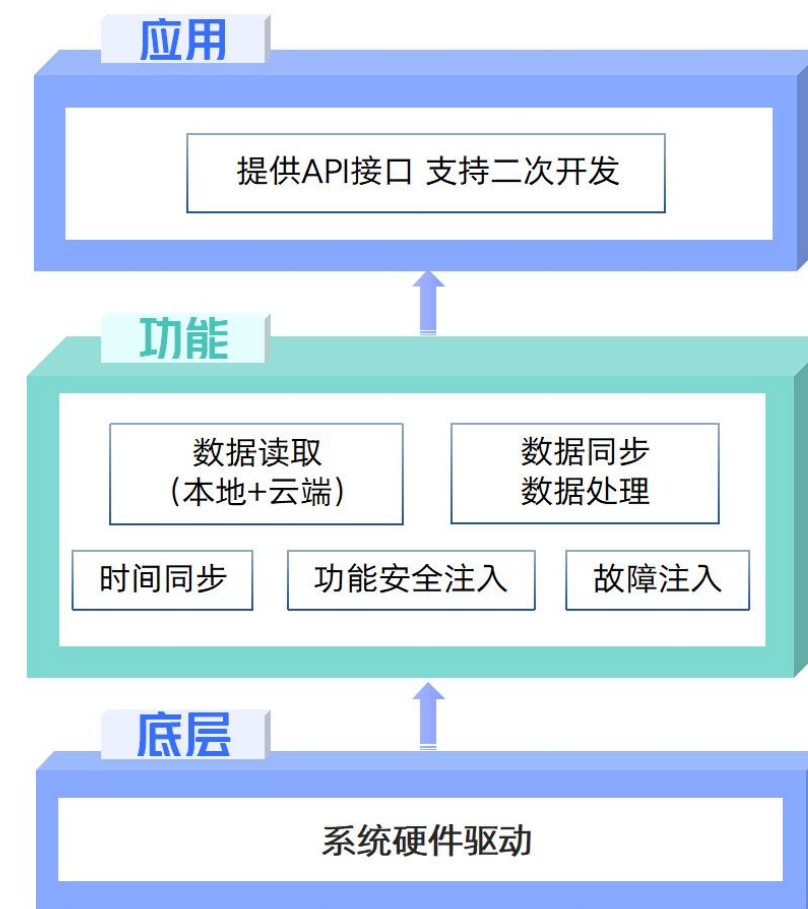 应用
提供API接口 支持二次开发
功能
数据读取
(本地+云端)
数据同步
数据处理
时间同步
功能安全注入
故障注入
底层
系统硬件驱动